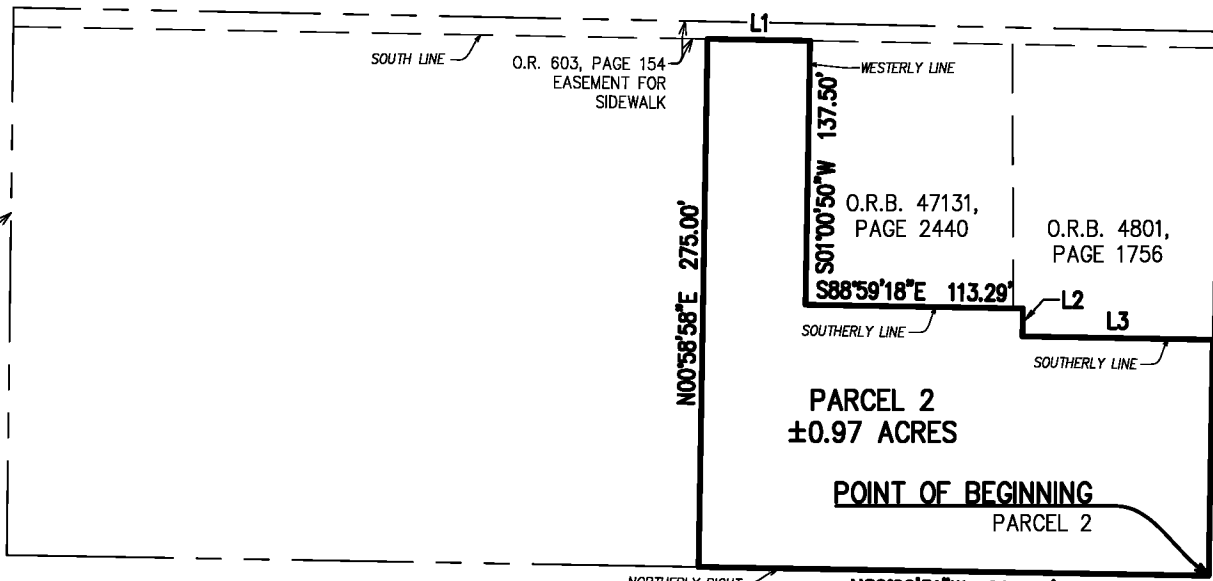 L1
SOUTH LINE
O.R. 603, PAGE 154
EASEMENT FOR
SIDEWALK
WESTERLY LINE
S01°00'50"W 137.50'
N00°58'58"E 275.00'
O.R.B. 47131,
PAGE 2440
O.R.B. 4801,
PAGE 1756
S88°59'18"E 113.29'
L2
L3
SOUTHERLY LINE
SOUTHERLY LINE
PARCEL 2
±0.97 ACRES
POINT OF BEGINNING
PARCEL 2